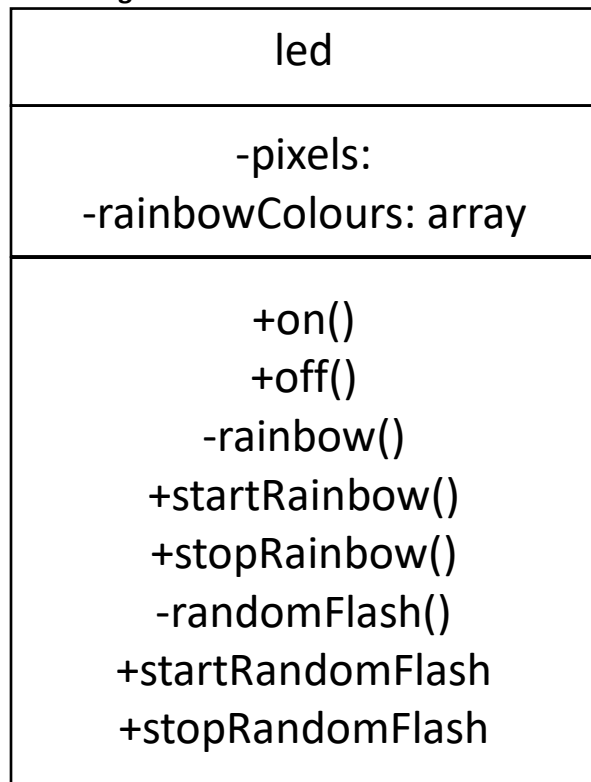 led
-pixels:
-rainbowColours: array
+on()
+off()
-rainbow()
+startRainbow()
+stopRainbow()
-randomFlash()
+startRandomFlash
+stopRandomFlash